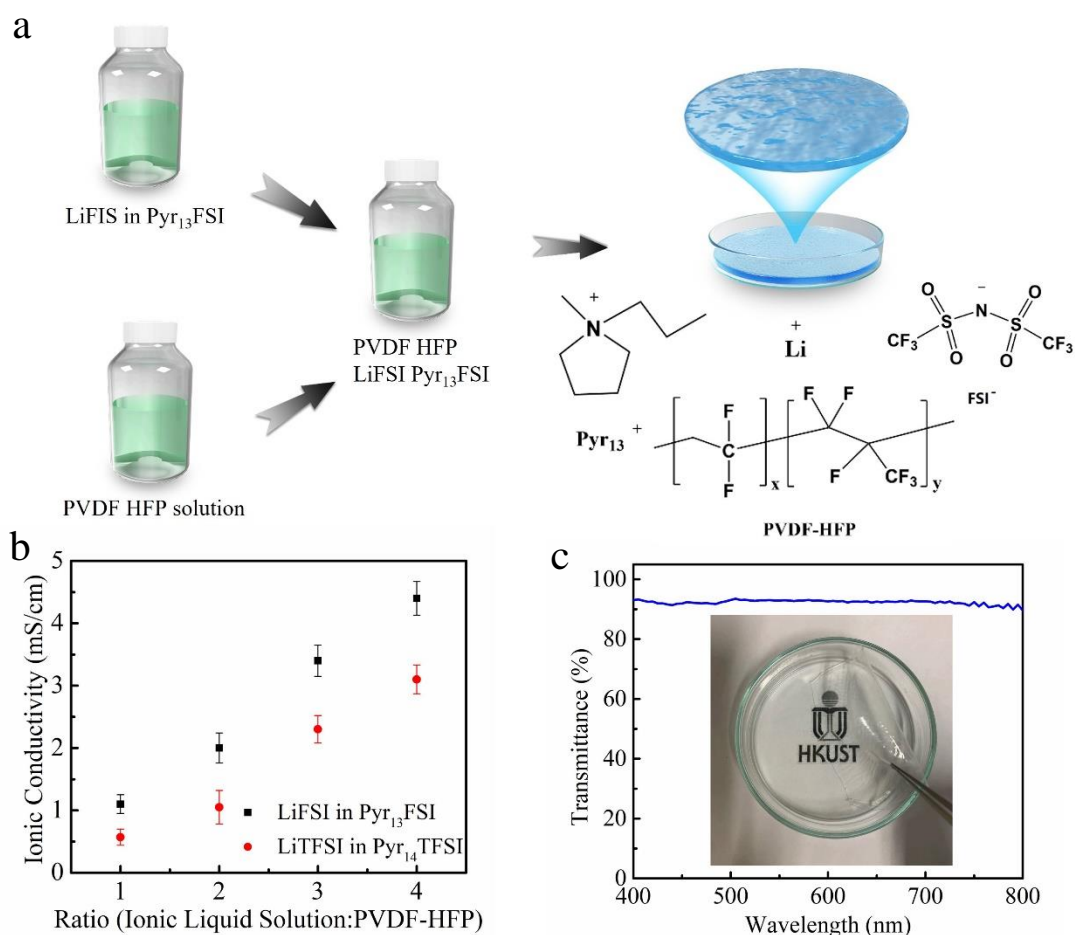 a
LiFIS in Pyr₁₃FSI
PVDF HFP
LiFSI Pyr₁₃FSI
PVDF HFP solution
+
N
+
Li
O O
− N
S S
CF₃ O O CF₃
FSI⁻
Pyr₁₃ +
F F F
C
F F CF₃
x y
PVDF-HFP
b
Ionic Conductivity (mS/cm)
5
4
3
2
1
0
LiFSI in Pyr₁₃FSI
LiTFSI in Pyr₁₄TFSI
1 2 3 4
Ratio (Ionic Liquid Solution:PVDF-HFP)
c
Transmittance (%)
100
80
60
40
20
0
HKUST
400 500 600 700 800
Wavelength (nm)